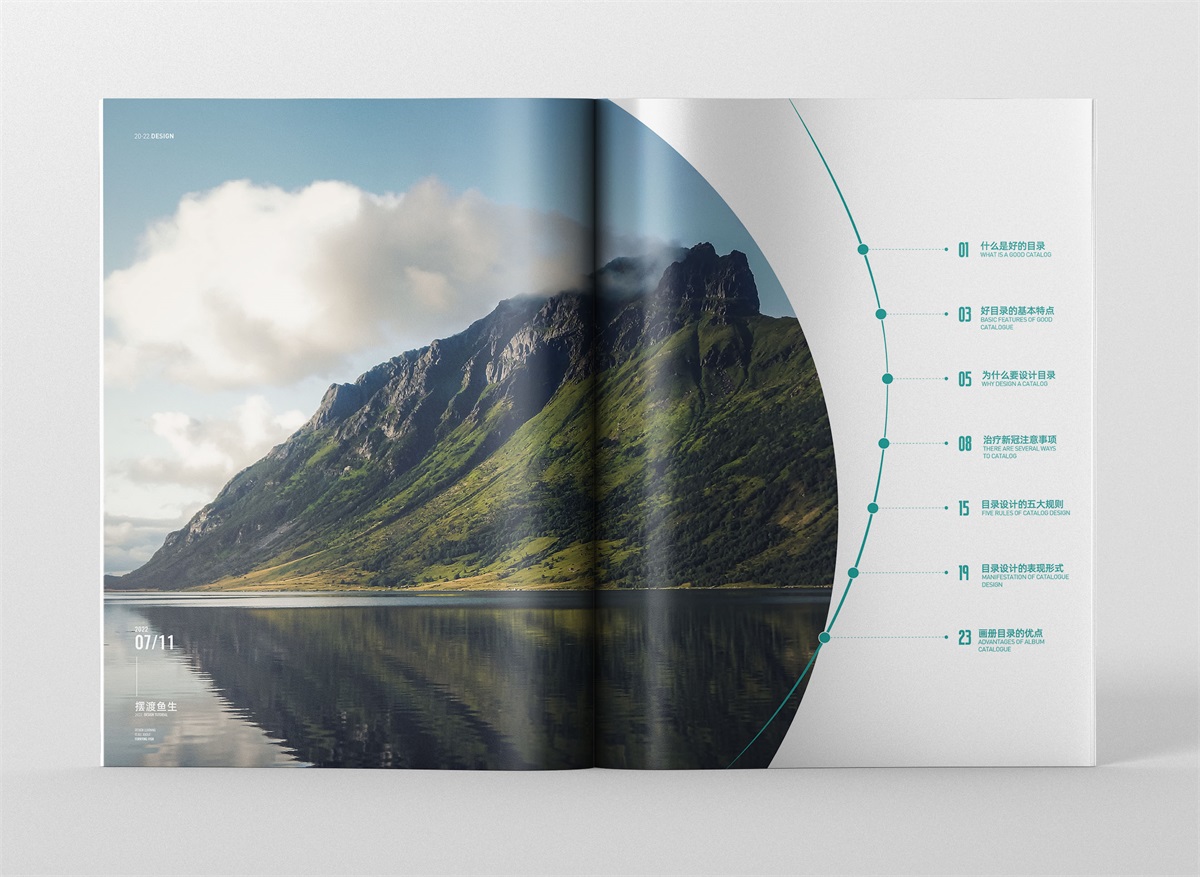 20-22 DESIGN
2022
07/11
摆渡鱼生
01 什么是好的目录
WHAT IS A GOOD CATALOG
03 好目录的基本特点
BASIC FEATURES OF GOOD
CATALOGUE
05 为什么要设计目录
WHY DESIGN A CATALOG
08 治疗新冠注意事项
THERE ARE SEVERAL WAYS
TO CATALOG
15 目录设计的五大规则
FIVE RULES OF CATALOG DESIGN
19 目录设计的表现形式
MANIFESTATION OF CATALOGUE
DESIGN
23 画册目录的优点
ADVANTAGES OF ALBUM
CATALOGUE